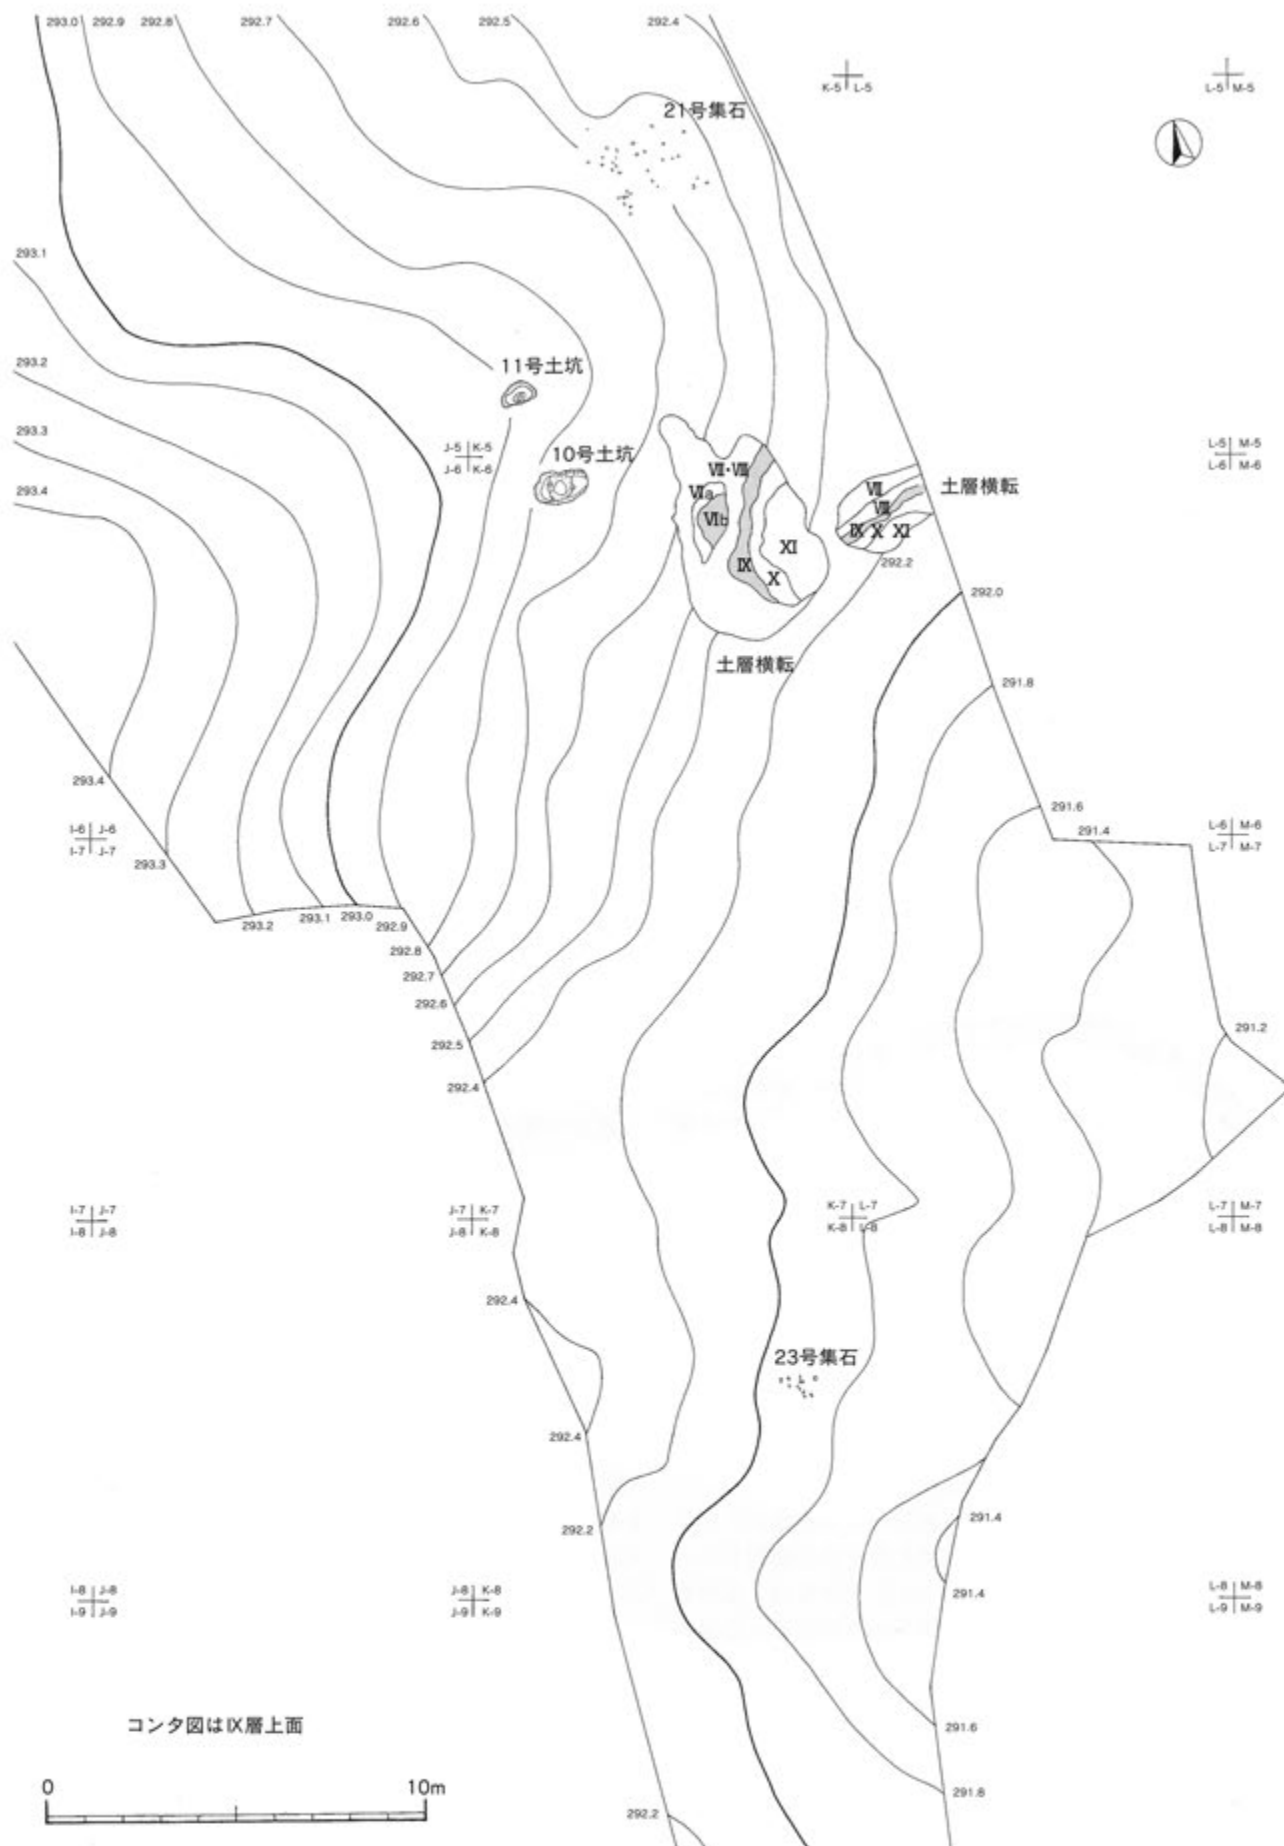 293.0 292.9 292.8 292.7 292.6 292.5 292.4
K-5 L-5
L-5 M-5
21号集石
293.1
293.2
11号土坑
293.3
J-5 K-5
J-6 K-6
10号土坑
L-5 M-5
L-6 M-6
293.4
Ⅶ・Ⅷ
Ⅵa
Ⅵb
Ⅸ
Ⅹ
Ⅺ
Ⅶ
Ⅷ
Ⅸ Ⅹ Ⅺ
土層横転
292.2
292.0
土層横転
291.8
293.4
291.6
I-6 J-6
I-7 J-7
291.4
L-6 M-6
L-7 M-7
293.3
293.2 293.1 293.0 292.9
292.8
292.7
292.6
292.5
292.4
291.2
I-7 J-7
I-8 J-8
J-7 K-7
J-8 K-8
K-7 L-7
K-8 L-8
L-7 M-7
L-8 M-8
292.4
23号集石
292.4
292.2
291.4
291.4
I-8 J-8
I-9 J-9
J-8 K-8
J-9 K-9
L-8 M-8
L-9 M-9
コンタ図はⅨ層上面
291.6
0 10m
291.8
292.2